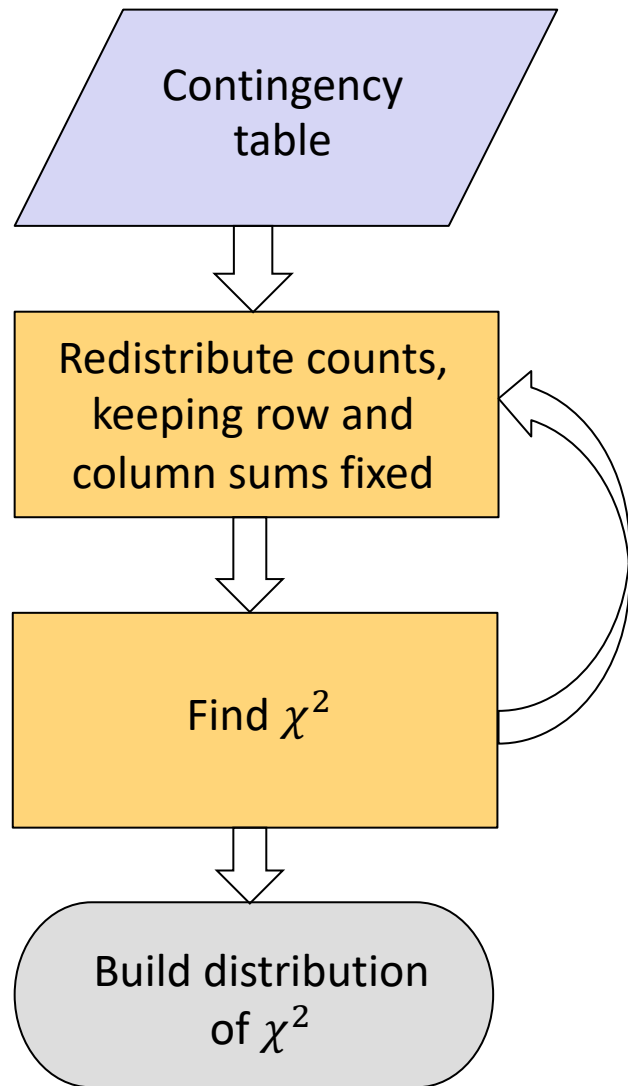 Contingency
table
Redistribute counts,
keeping row and
column sums fixed
Find χ²
Build distribution
of χ²